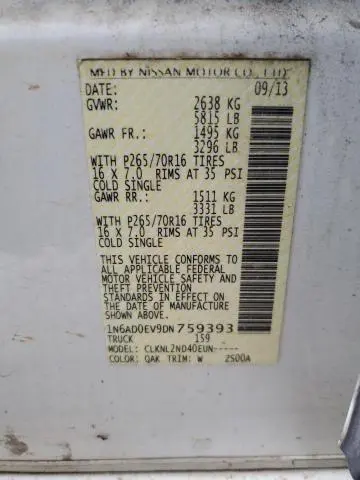 MFD BY NISSAN MOTOR CO., LTD.
DATE: 09/13
GVWR: 2638 KG
5815 LB
GAWR FR.: 1495 KG
3296 LB
WITH P265/70R16 TIRES
16 X 7.0 RIMS AT 35 PSI
COLD SINGLE
GAWR RR.: 1511 KG
3331 LB
WITH P265/70R16 TIRES
16 X 7.0 RIMS AT 35 PSI
COLD SINGLE
THIS VEHICLE CONFORMS TO
ALL APPLICABLE FEDERAL
MOTOR VEHICLE SAFETY AND
THEFT PREVENTION
STANDARDS IN EFFECT ON
THE DATE OF MANUFACTURE
SHOWN ABOVE.
1N6AD0EV9DN759393
TRUCK 159
MODEL: CLKNLZND40EUN-----
COLOR: QAK TRIM: W ZS00A